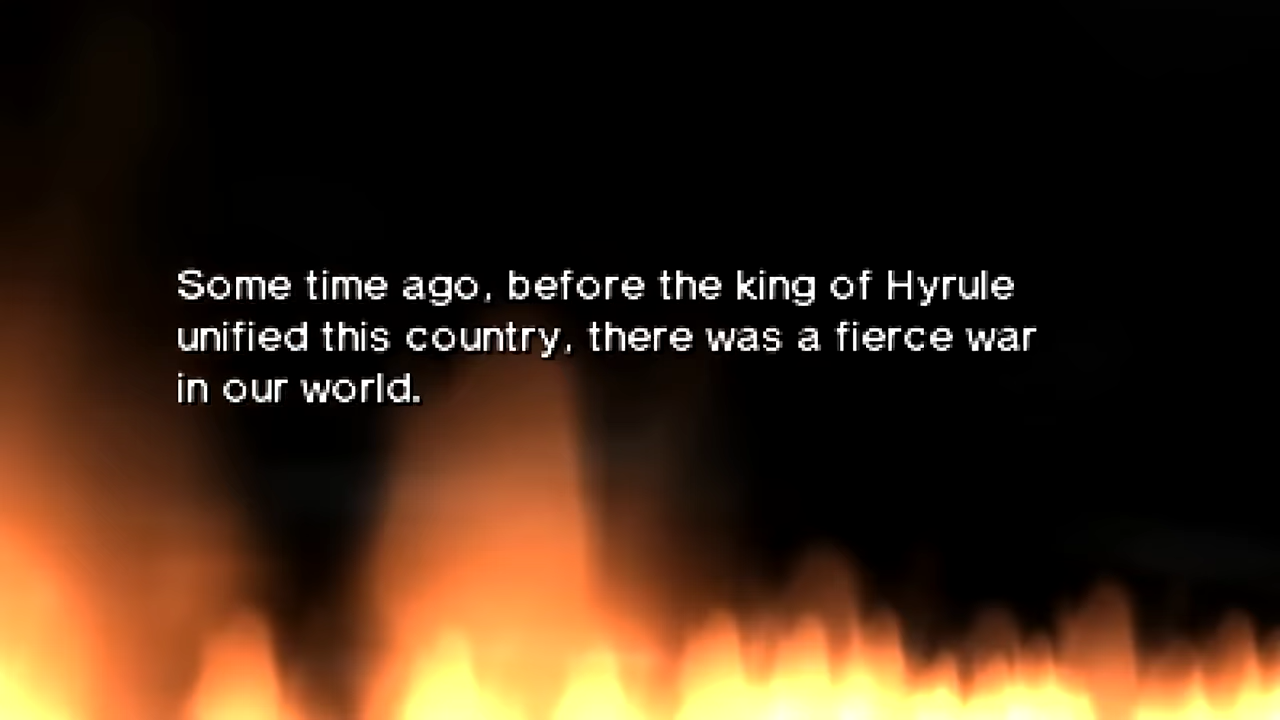 Some time ago, before the king of Hyrule
unified this country, there was a fierce war
in our world.